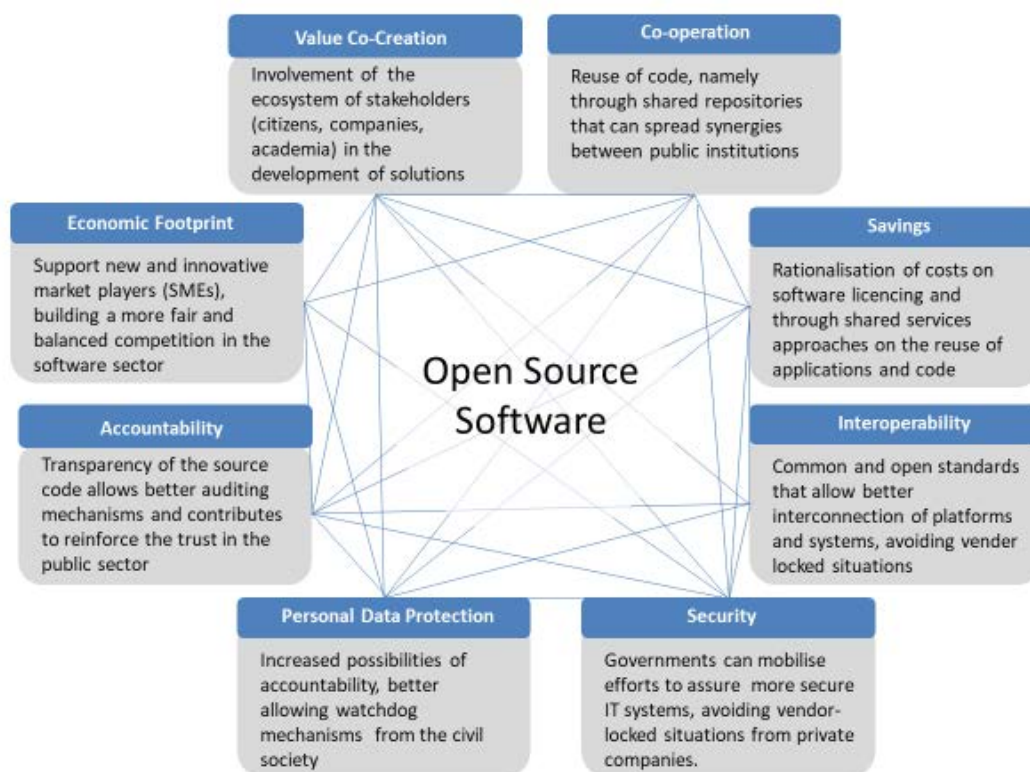 Value Co-Creation
Involvement of the
ecosystem of stakeholders
(citizens, companies,
academia) in the
development of solutions
Co-operation
Reuse of code, namely
through shared repositories
that can spread synergies
between public institutions
Economic Footprint
Support new and innovative
market players (SMEs),
building a more fair and
balanced competition in the
software sector
Savings
Rationalisation of costs on
software licencing and
through shared services
approaches on the reuse of
applications and code
Open Source
Software
Accountability
Transparency of the source
code allows better auditing
mechanisms and contributes
to reinforce the trust in the
public sector
Interoperability
Common and open standards
that allow better
interconnection of platforms
and systems, avoiding vender
locked situations
Personal Data Protection
Increased possibilities of
accountability, better
allowing watchdog
mechanisms from the civil
society
Security
Governments can mobilise
efforts to assure more secure
IT systems, avoiding vendor-
locked situations from private
companies.